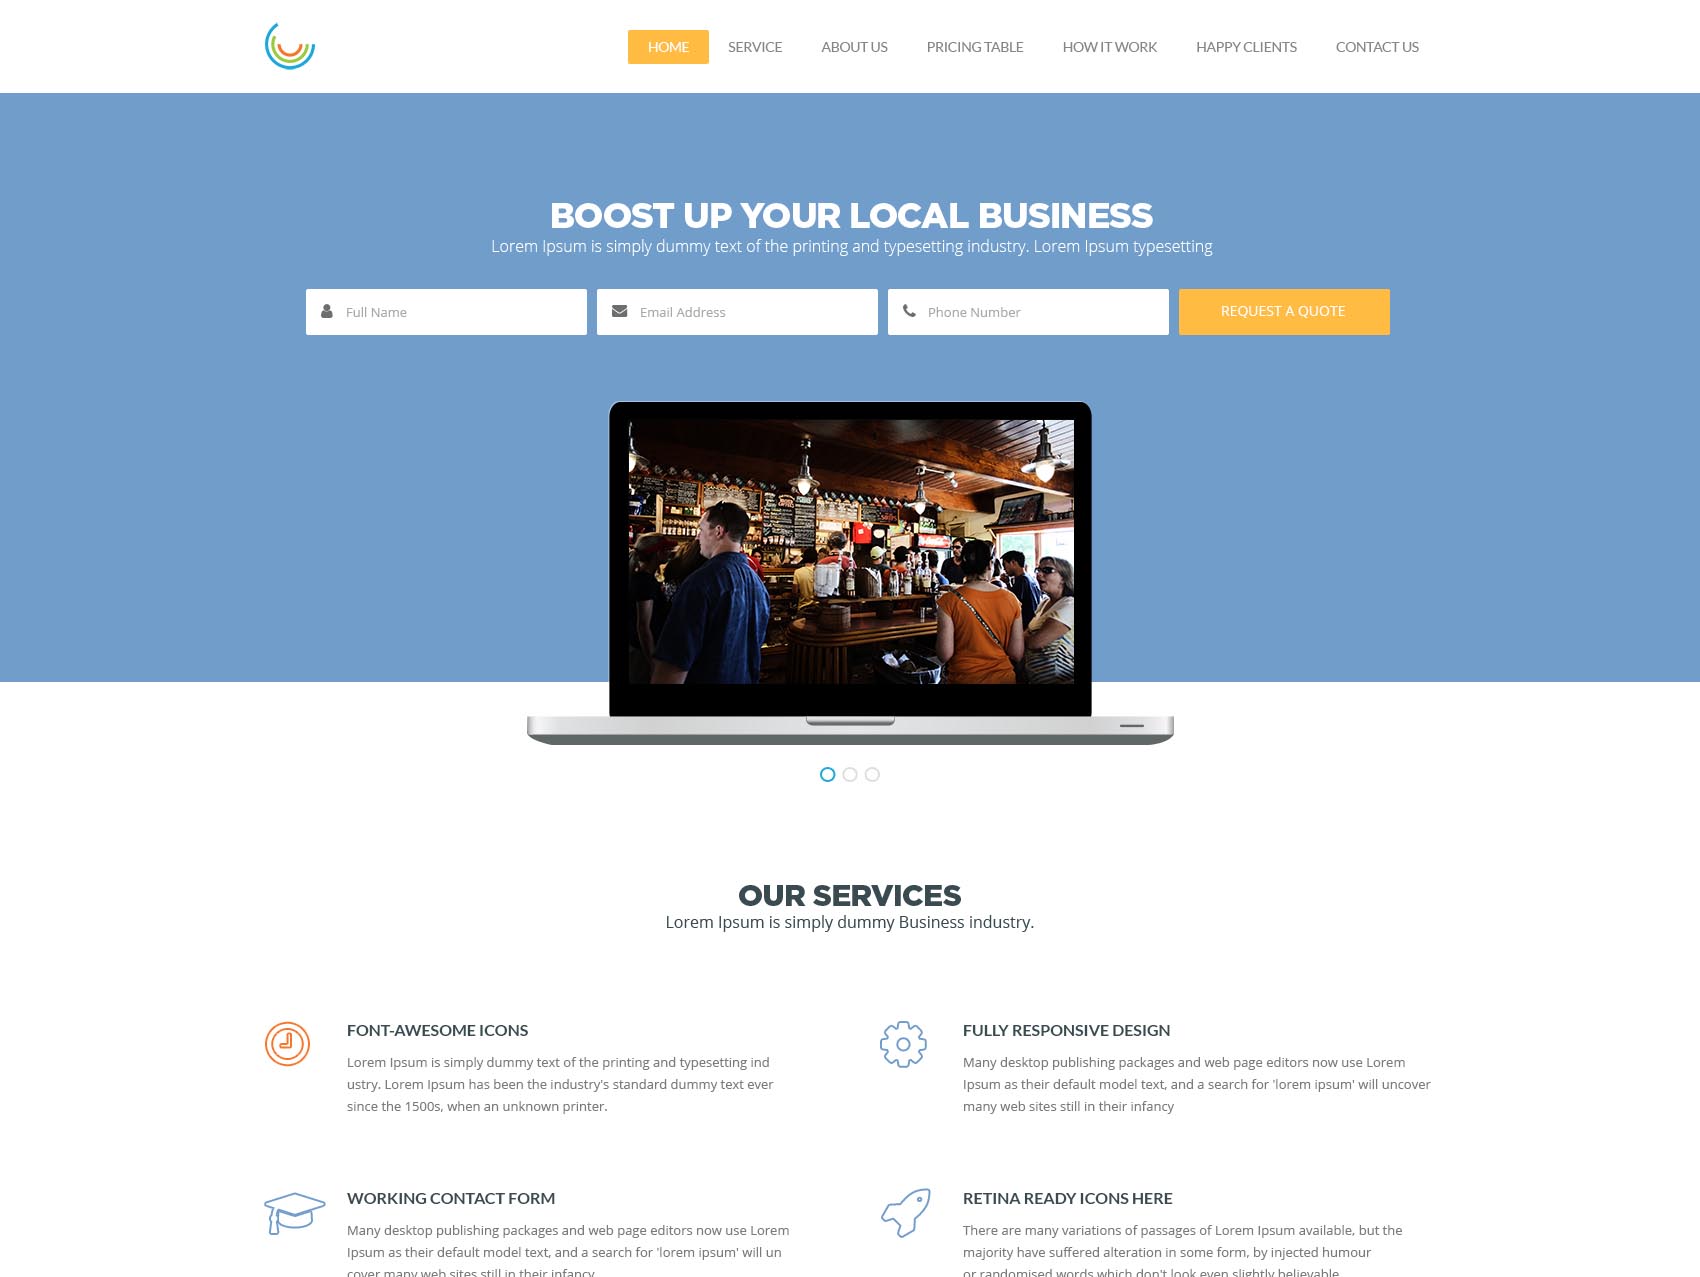 HOME SERVICE ABOUT US PRICING TABLE HOW IT WORK HAPPY CLIENTS CONTACT US
BOOST UP YOUR LOCAL BUSINESS
Lorem Ipsum is simply dummy text of the printing and typesetting industry. Lorem Ipsum typesetting
Full Name Email Address Phone Number REQUEST A QUOTE
OUR SERVICES
Lorem Ipsum is simply dummy Business industry.
FONT-AWESOME ICONS
Lorem Ipsum is simply dummy text of the printing and typesetting ind
ustry. Lorem Ipsum has been the industry's standard dummy text ever
since the 1500s, when an unknown printer.
FULLY RESPONSIVE DESIGN
Many desktop publishing packages and web page editors now use Lorem
Ipsum as their default model text, and a search for 'lorem ipsum' will uncover
many web sites still in their infancy
WORKING CONTACT FORM
Many desktop publishing packages and web page editors now use Lorem
Ipsum as their default model text, and a search for 'lorem ipsum' will un
cover many web sites still in their infancy
RETINA READY ICONS HERE
There are many variations of passages of Lorem Ipsum available, but the
majority have suffered alteration in some form, by injected humour
or randomised words which don't look even slightly believable